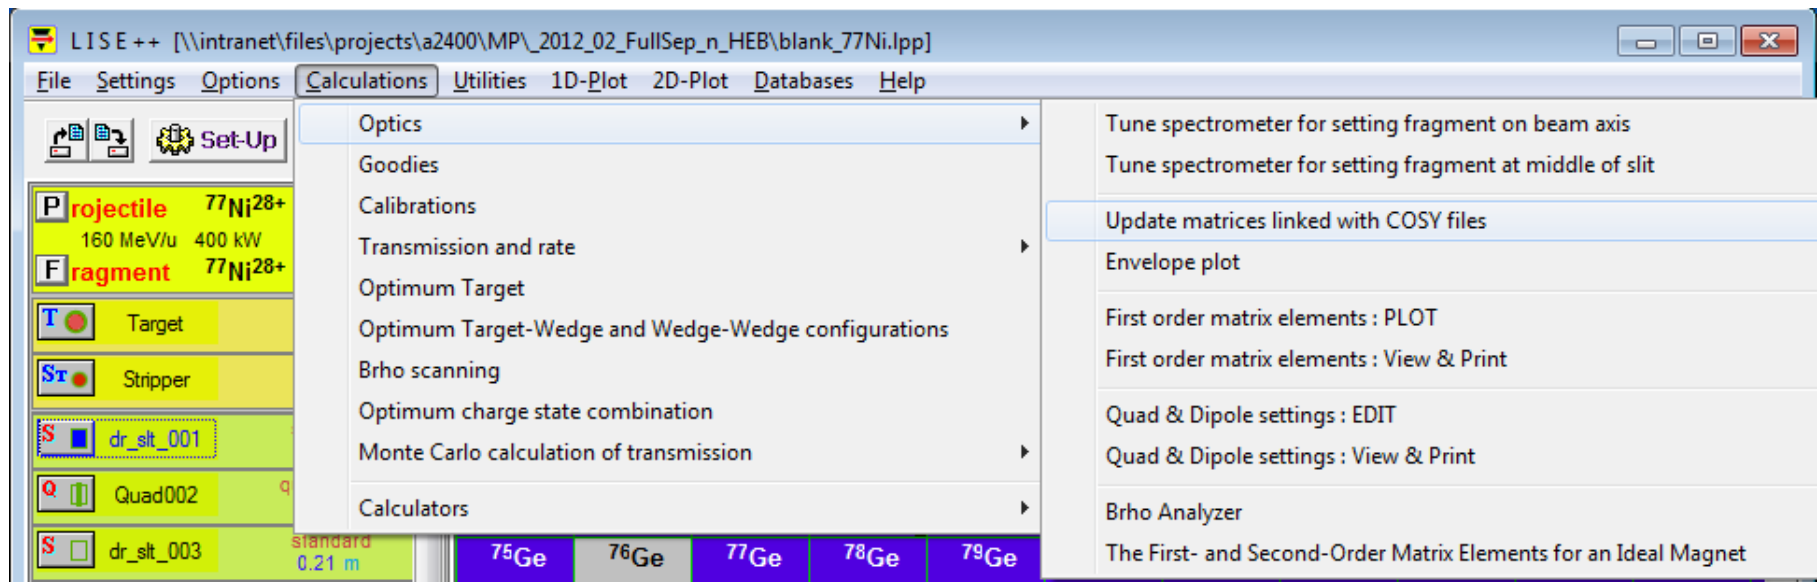 LISE++ [\\intranet\files\projects\a2400\MP\_2012_02_FullSep_n_HEB\blank_77Ni.lpp]
File Settings Options Calculations Utilities 1D-Plot 2D-Plot Databases Help
Set-Up
Projectile 77Ni28+
160 MeV/u 400 kW
Fragment 77Ni28+
T Target
ST Stripper
S dr_slt_001
Q Quad002 q
S dr_slt_003 standard
0.21 m
Optics
Goodies
Calibrations
Transmission and rate
Optimum Target
Optimum Target-Wedge and Wedge-Wedge configurations
Brho scanning
Optimum charge state combination
Monte Carlo calculation of transmission
Calculators
Tune spectrometer for setting fragment on beam axis
Tune spectrometer for setting fragment at middle of slit
Update matrices linked with COSY files
Envelope plot
First order matrix elements : PLOT
First order matrix elements : View & Print
Quad & Dipole settings : EDIT
Quad & Dipole settings : View & Print
Brho Analyzer
The First- and Second-Order Matrix Elements for an Ideal Magnet
75Ge 76Ge 77Ge 78Ge 79Ge